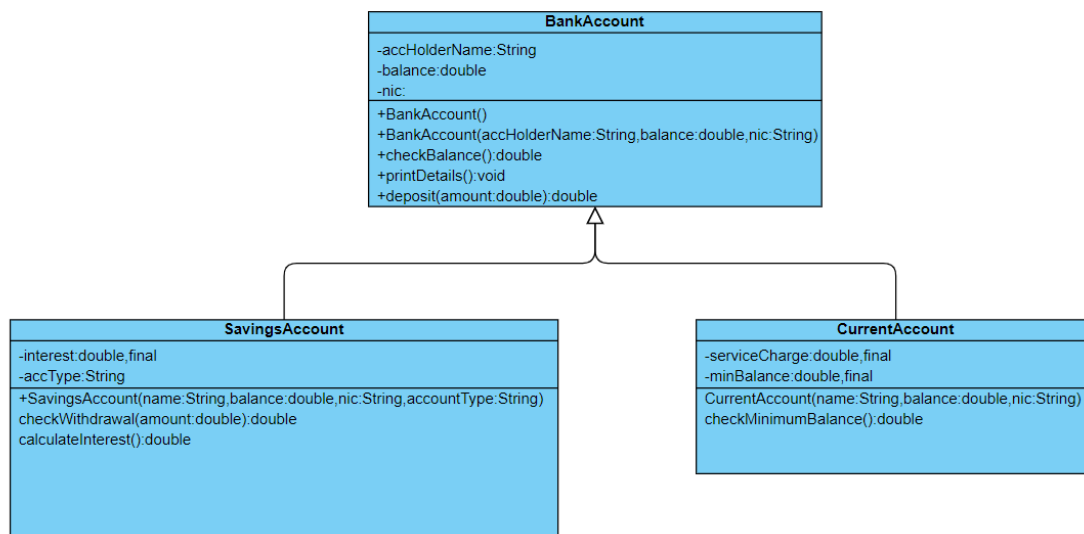 BankAccount
-accHolderName:String
-balance:double
-nic:
+BankAccount()
+BankAccount(accHolderName:String,balance:double,nic:String)
+checkBalance():double
+printDetails():void
+deposit(amount:double):double
SavingsAccount
-interest:double,final
-accType:String
+SavingsAccount(name:String,balance:double,nic:String,accountType:String)
checkWithdrawal(amount:double):double
calculateInterest():double
CurrentAccount
-serviceCharge:double,final
-minBalance:double,final
CurrentAccount(name:String,balance:double,nic:String)
checkMinimumBalance():double